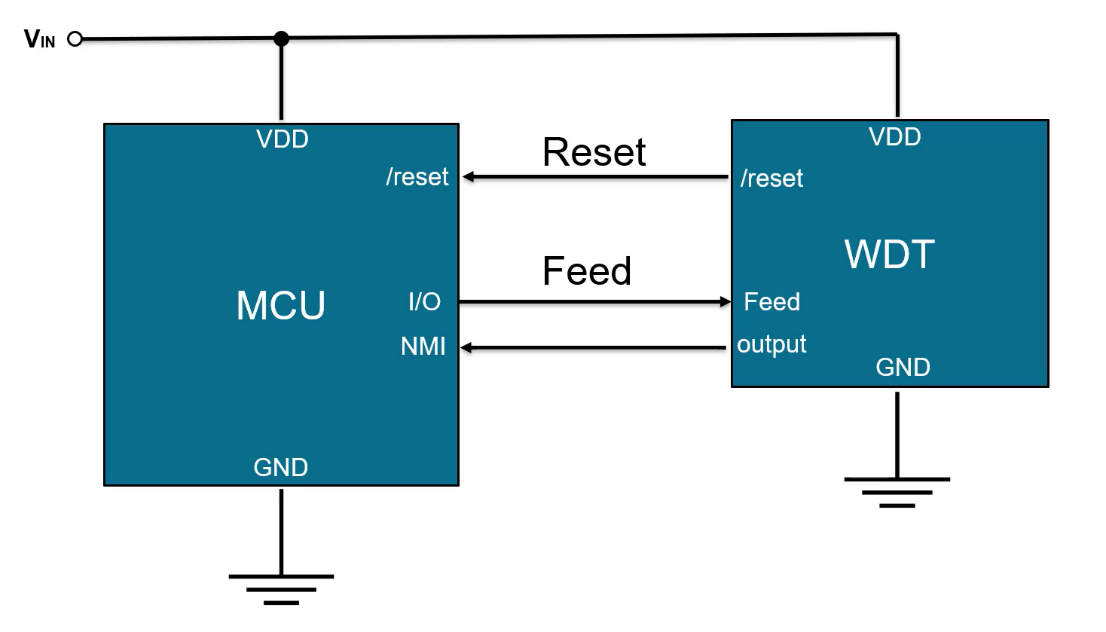 VIN
VDD
VDD
Reset
/reset
/reset
WDT
Feed
MCU
I/O
Feed
NMI
output
GND
GND